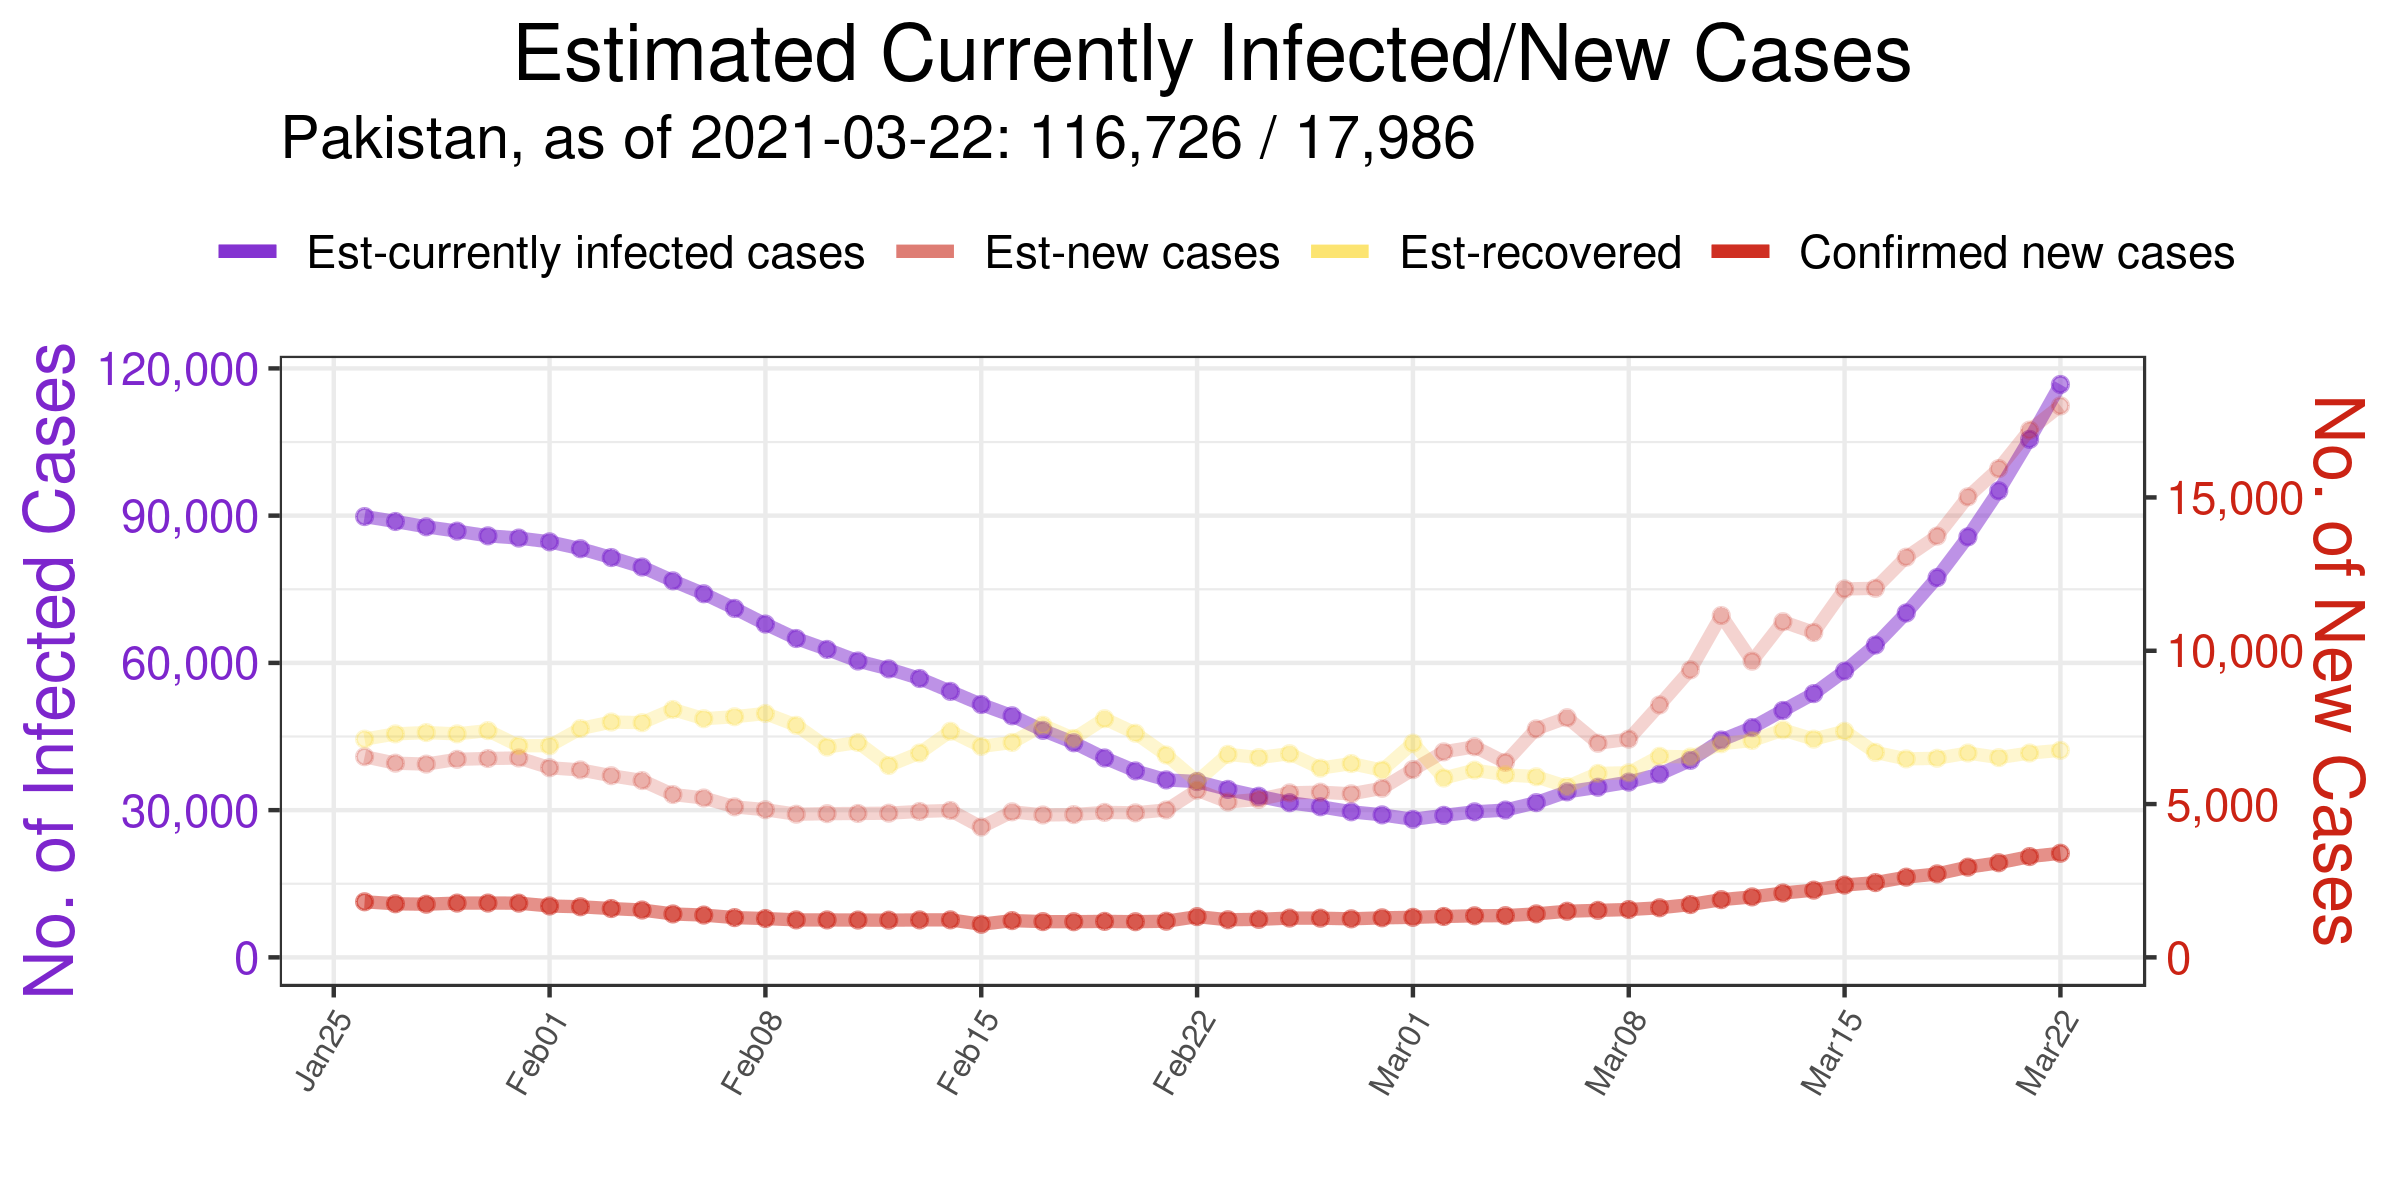 Estimated Currently Infected/New Cases
Pakistan, as of 2021-03-22: 116,726 / 17,986
Est-currently infected cases Est-new cases Est-recovered Confirmed new cases
No. of Infected Cases
120,000
90,000
60,000
30,000
0
15,000
10,000
5,000
0
No. of New Cases
Jan25 Feb01 Feb08 Feb15 Feb22 Mar01 Mar08 Mar15 Mar22